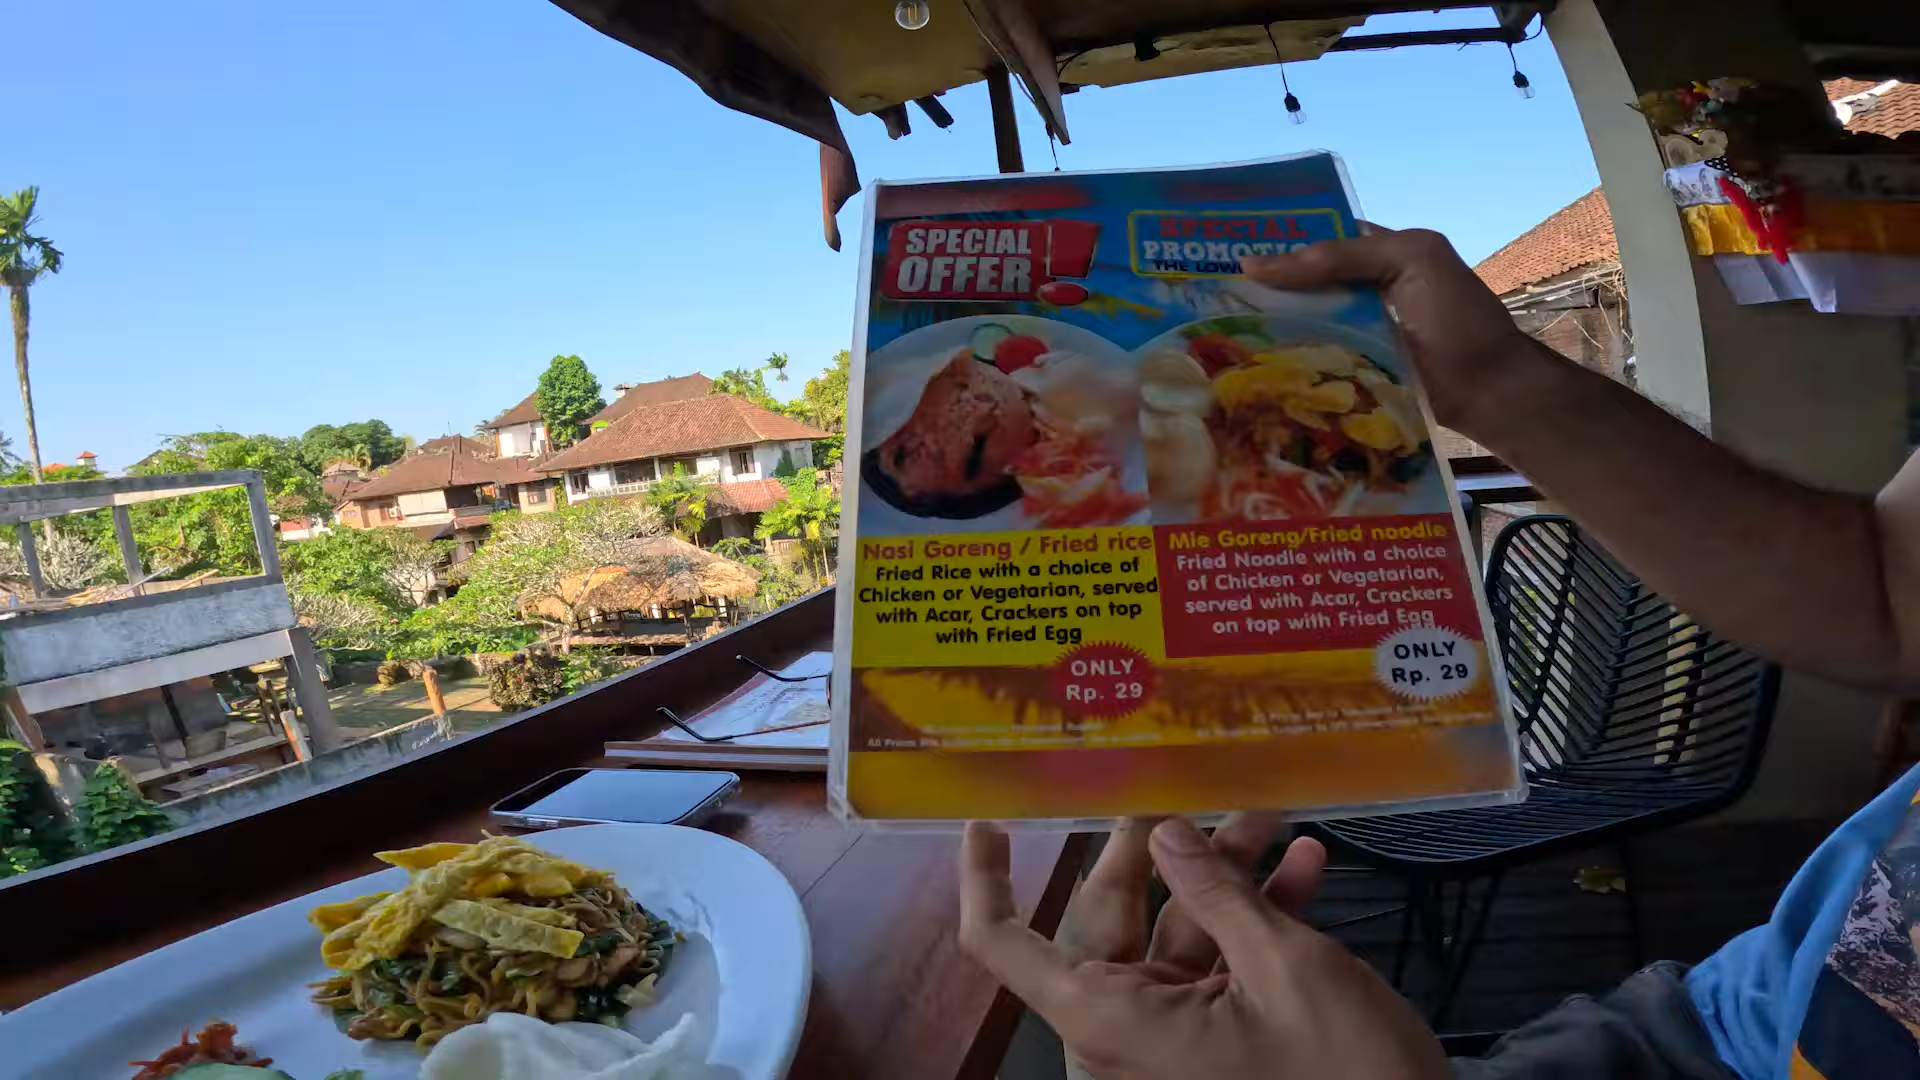 SPECIAL
OFFER !
SPECIAL
THE
Nasi Goreng / Fried rice
Fried Rice with a choice of
Chicken or Vegetarian, served
with Acar, Crackers on top
with Fried Egg
ONLY
Rp. 29
Mie Goreng/Fried noodle
Fried Noodle with a choice
of Chicken or Vegetarian,
served with Acar, Crackers
on top with Fried Egg
ONLY
Rp. 29